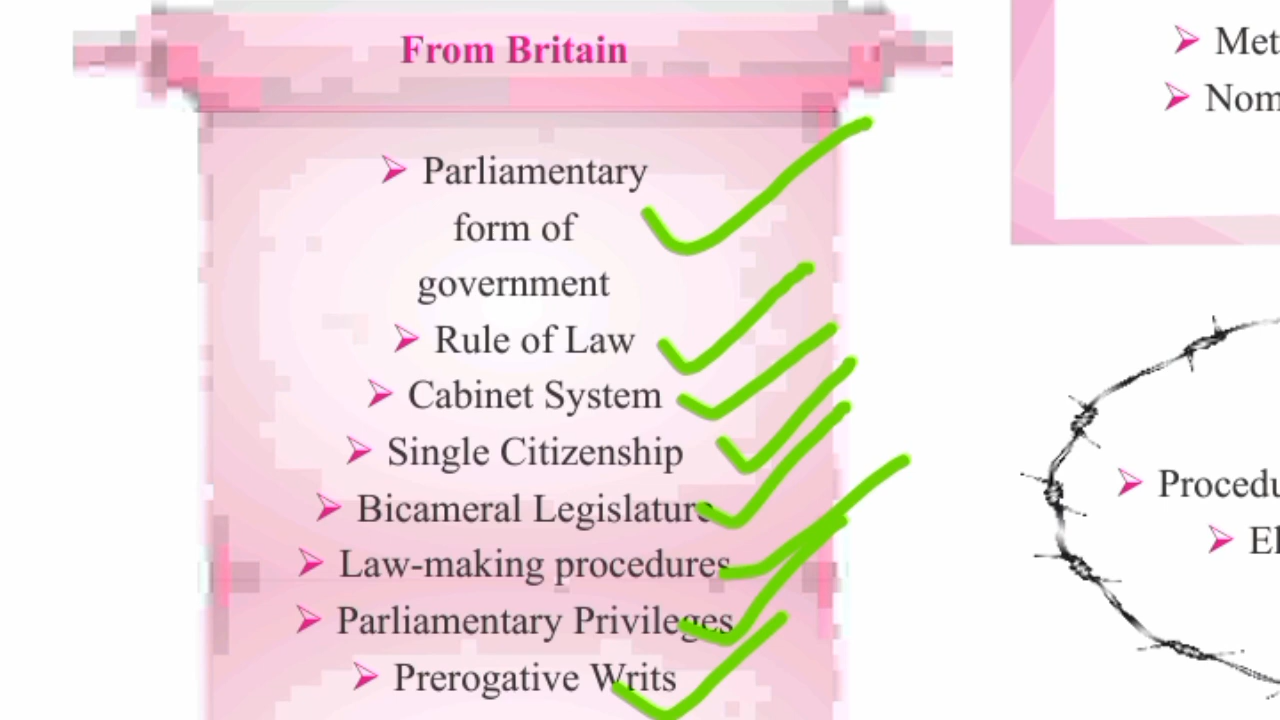 From Britain
➢ Parliamentary
form of
government
➢ Rule of Law
➢ Cabinet System
➢ Single Citizenship
➢ Bicameral Legislature
➢ Law-making procedures
➢ Parliamentary Privileges
➢ Prerogative Writs